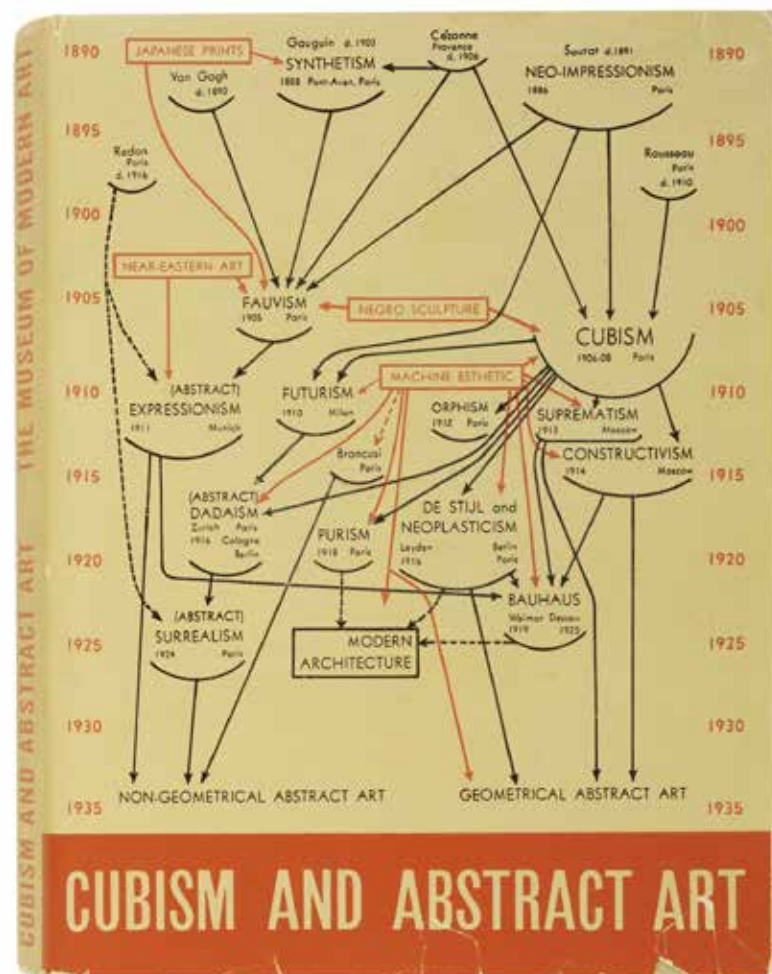 CUBISM AND ABSTRACT ART THE MUSEUM OF MODERN ART
1890
JAPANESE PRINTS
Gauguin d. 1903
SYNTHETISM
1888 Pont-Aven, Paris
Cézanne
Provence
d. 1906
Seurat d. 1891
NEO-IMPRESSIONISM
1886 Paris
1890
Van Gogh
d. 1890
1895
1895
Redon
Paris
d. 1916
Rousseau
Paris
d. 1910
1900
1900
NEAR-EASTERN ART
1905
FAUVISM
1905 Paris
NEGRO SCULPTURE
1905
CUBISM
1906-08 Paris
MACHINE ESTHETIC
1910
(ABSTRACT)
EXPRESSIONISM
1911 Munich
FUTURISM
1910 Milan
ORPHISM
1912 Paris
SUPREMATISM
1913 Moscow
1910
Brancusi
Paris
CONSTRUCTIVISM
1914 Moscow
1915
1915
(ABSTRACT)
DADAISM
Zurich Paris
1916 Cologne
Berlin
PURISM
1918 Paris
DE STIJL and
NEOPLASTICISM
Leyden Berlin
1916 Paris
1920
1920
BAUHAUS
Weimar Dessau
1919 1925
(ABSTRACT)
SURREALISM
1924 Paris
MODERN
ARCHITECTURE
1925
1925
1930
1930
NON-GEOMETRICAL ABSTRACT ART
GEOMETRICAL ABSTRACT ART
1935
1935
CUBISM AND ABSTRACT ART